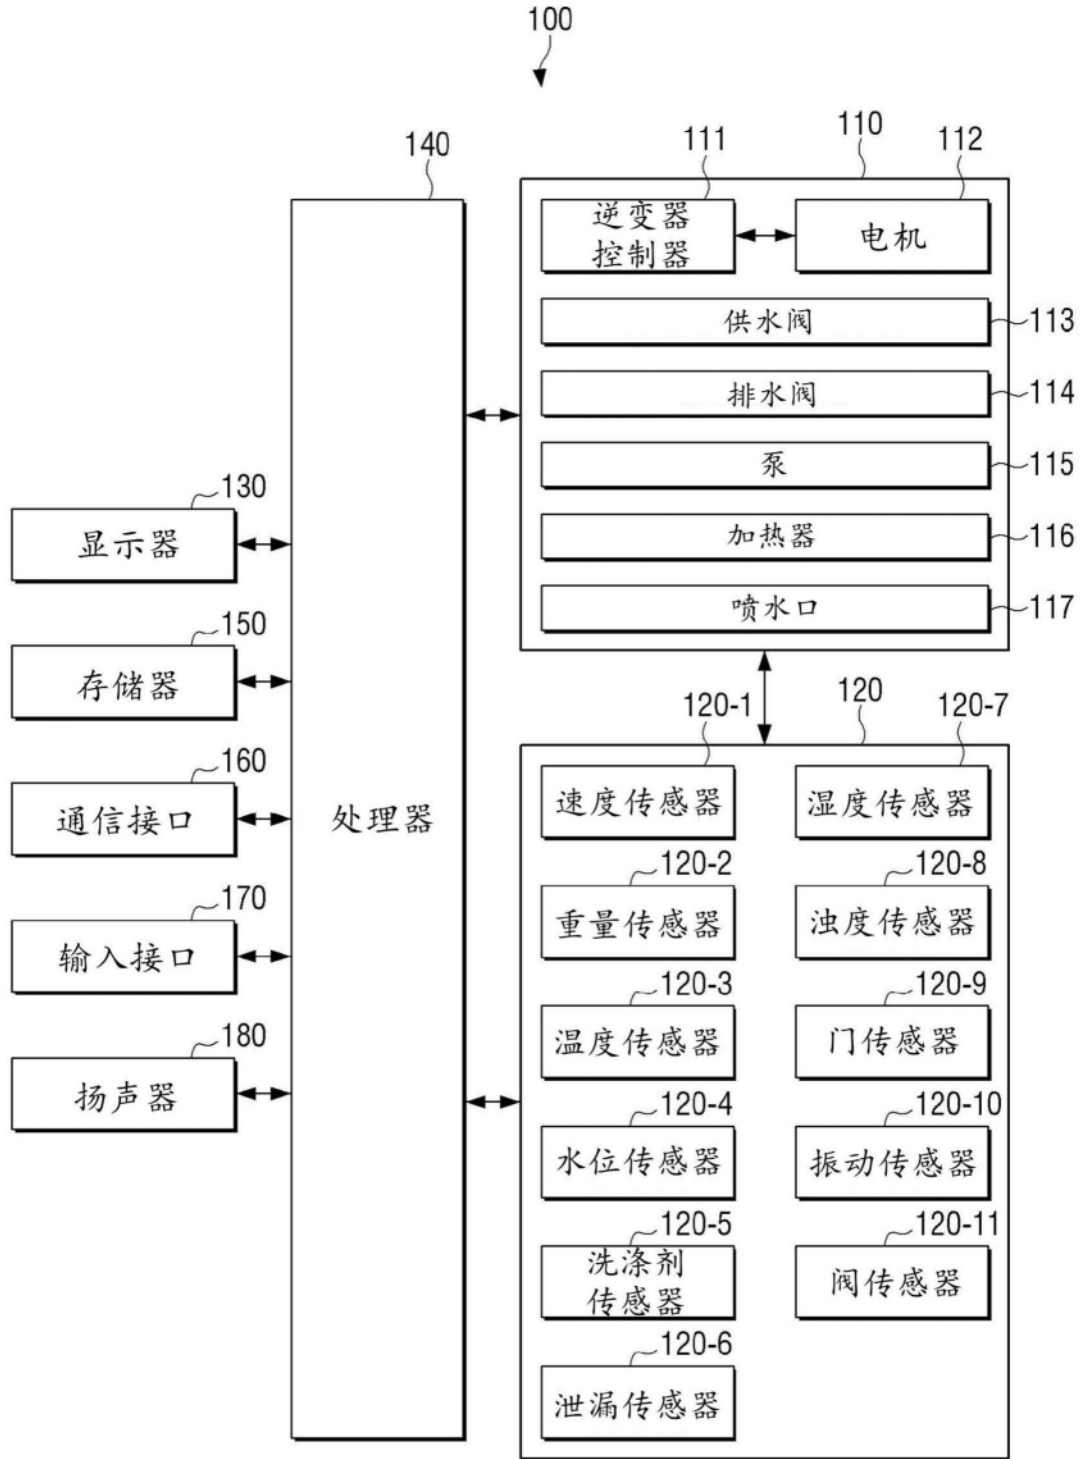 100
140
111
110
112
逆变器
控制器
电机
供水阀
113
排水阀
114
泵
115
加热器
116
喷水口
117
130
显示器
150
存储器
160
通信接口
170
输入接口
180
扬声器
处理器
120-1
120
120-7
速度传感器
湿度传感器
120-2
120-8
重量传感器
浊度传感器
120-3
120-9
温度传感器
门传感器
120-4
120-10
水位传感器
振动传感器
120-5
120-11
洗涤剂
传感器
阀传感器
120-6
泄漏传感器